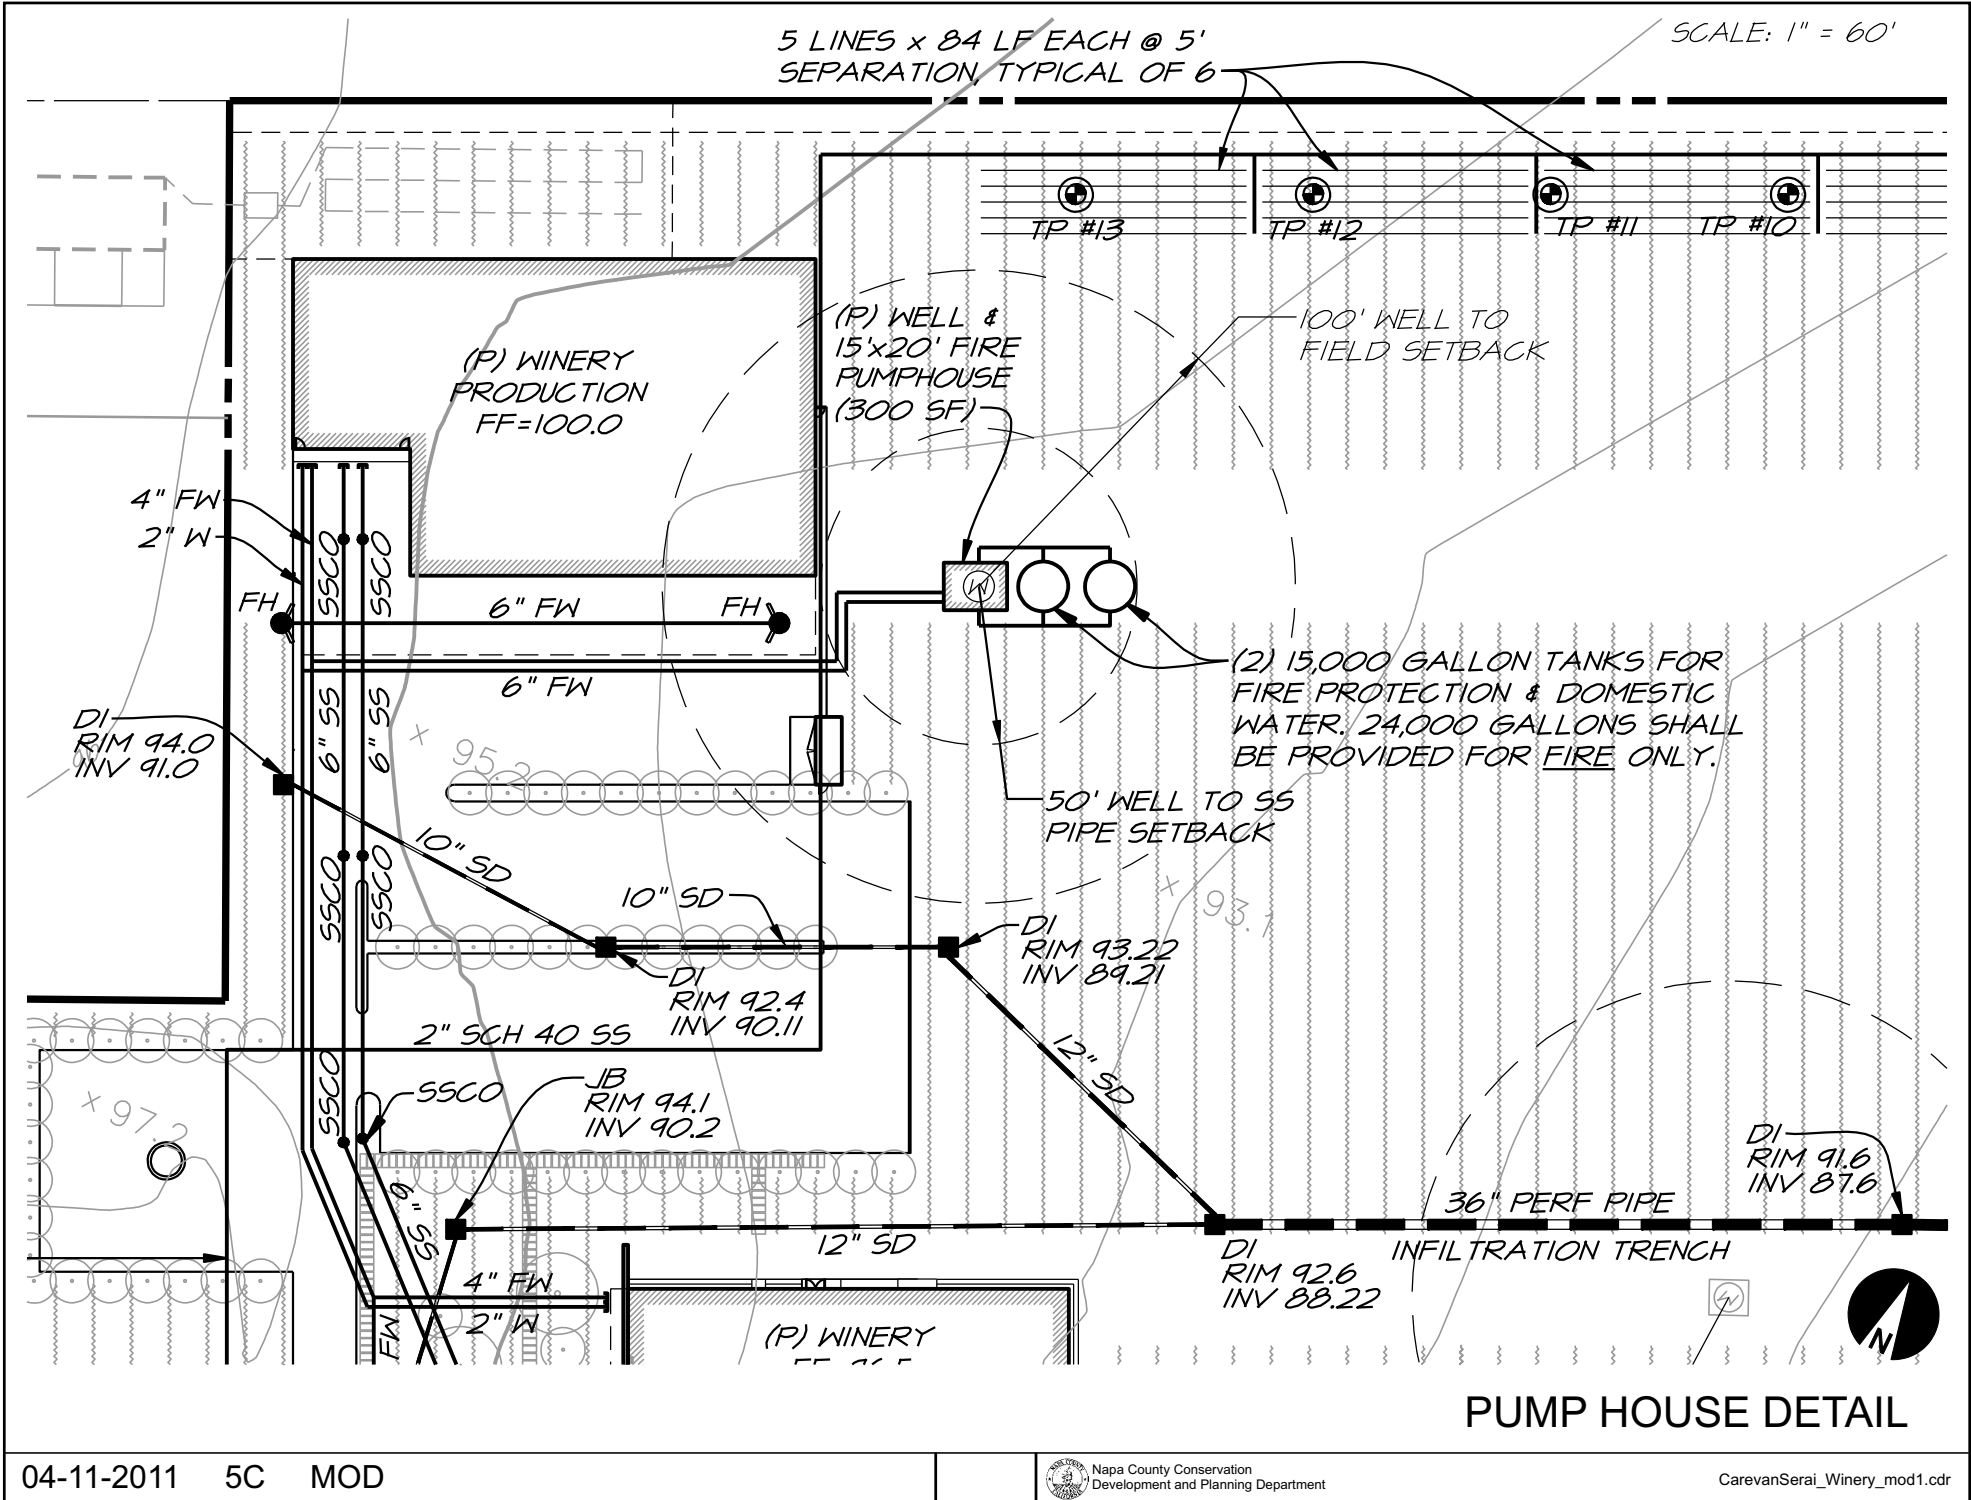 5 LINES x 84 LF EACH @ 5'
SEPARATION, TYPICAL OF 6
SCALE: 1" = 60'
TP #13
TP #12
TP #11
TP #10
(P) WINERY
PRODUCTION
FF=100.0
(P) WELL &
15'x20' FIRE
PUMPHOUSE
(300 SF)
100' WELL TO
FIELD SETBACK
4" FW
2" W
SSCO
SSCO
FH
6" FW
FH
W
6" FW
6" SS
6" SS
(2) 15,000 GALLON TANKS FOR
FIRE PROTECTION & DOMESTIC
WATER. 24,000 GALLONS SHALL
BE PROVIDED FOR FIRE ONLY.
DI
RIM 94.0
INV 91.0
x 95.2
50' WELL TO SS
PIPE SETBACK
10" SD
SSCO
SSCO
10" SD
x 93.1
DI
RIM 93.22
INV 89.21
DI
RIM 92.4
INV 90.11
2" SCH 40 SS
12" SD
SSCO
SSCO
JB
RIM 94.1
INV 90.2
x 97.2
DI
RIM 91.6
INV 87.6
6" SS
36" PERF PIPE
INFILTRATION TRENCH
12" SD
DI
RIM 92.6
INV 88.22
4" FW
2" W
FW
W
(P) WINERY
N
PUMP HOUSE DETAIL
04-11-2011 5C MOD
Napa County Conservation
Development and Planning Department
CarevanSerai_Winery_mod1.cdr